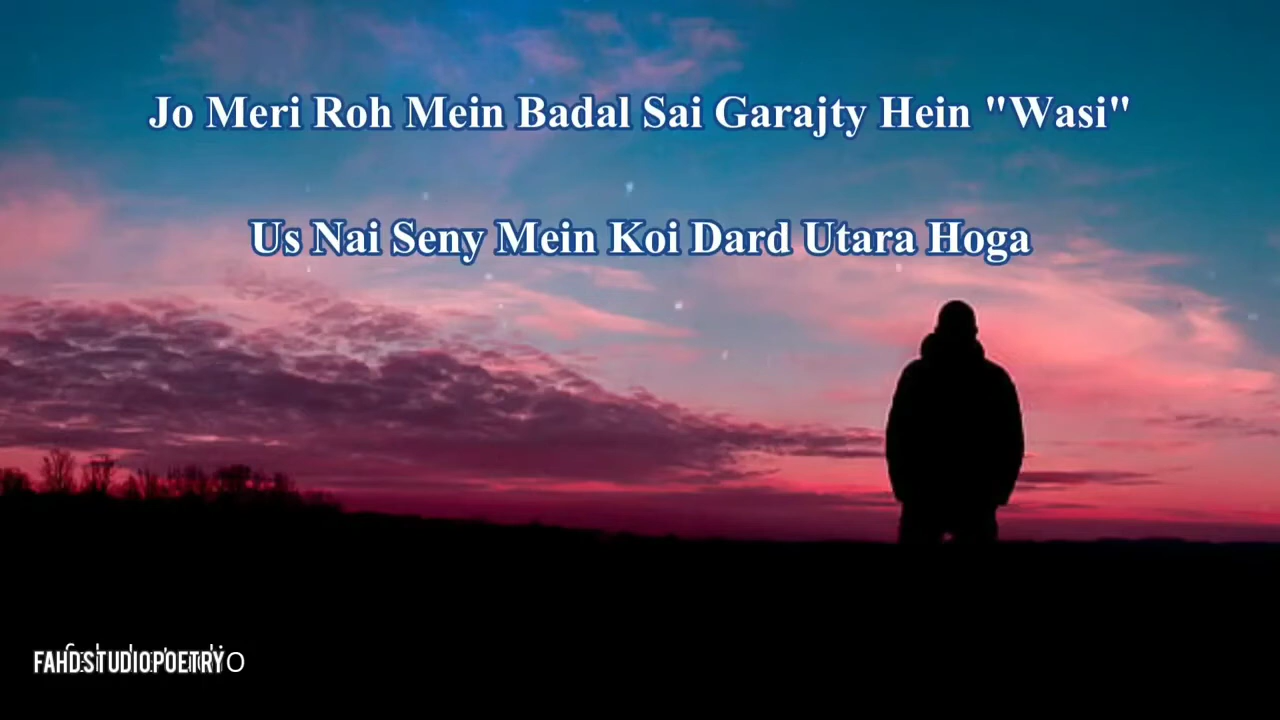 Jo Meri Roh Mein Badal Sai Garajty Hein "Wasi"
Us Nai Seny Mein Koi Dard Utara Hoga
FAHDSTUDIOPOETRY